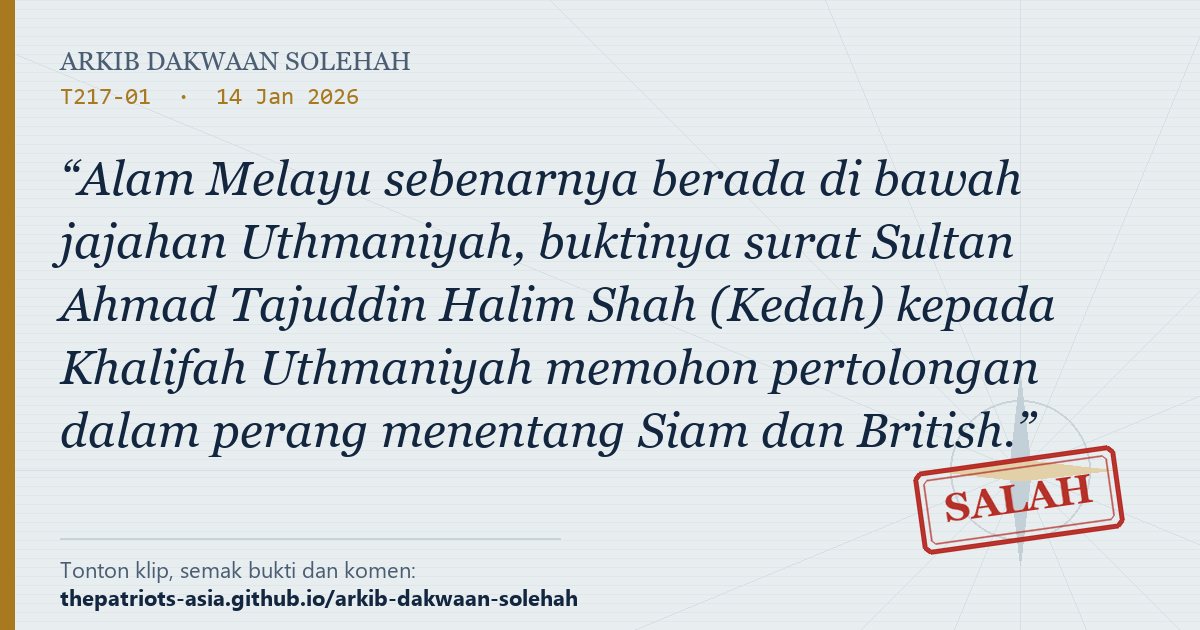 ARKIB DAKWAAN SOLEHAH
T217-01 · 14 Jan 2026
“Alam Melayu sebenarnya berada di bawah
jajahan Uthmaniyah, buktinya surat Sultan
Ahmad Tajuddin Halim Shah (Kedah) kepada
Khalifah Uthmaniyah memohon pertolongan
dalam perang menentang Siam dan British.”
SALAH
Tonton klip, semak bukti dan komen:
thepatriots-asia.github.io/arkib-dakwaan-solehah